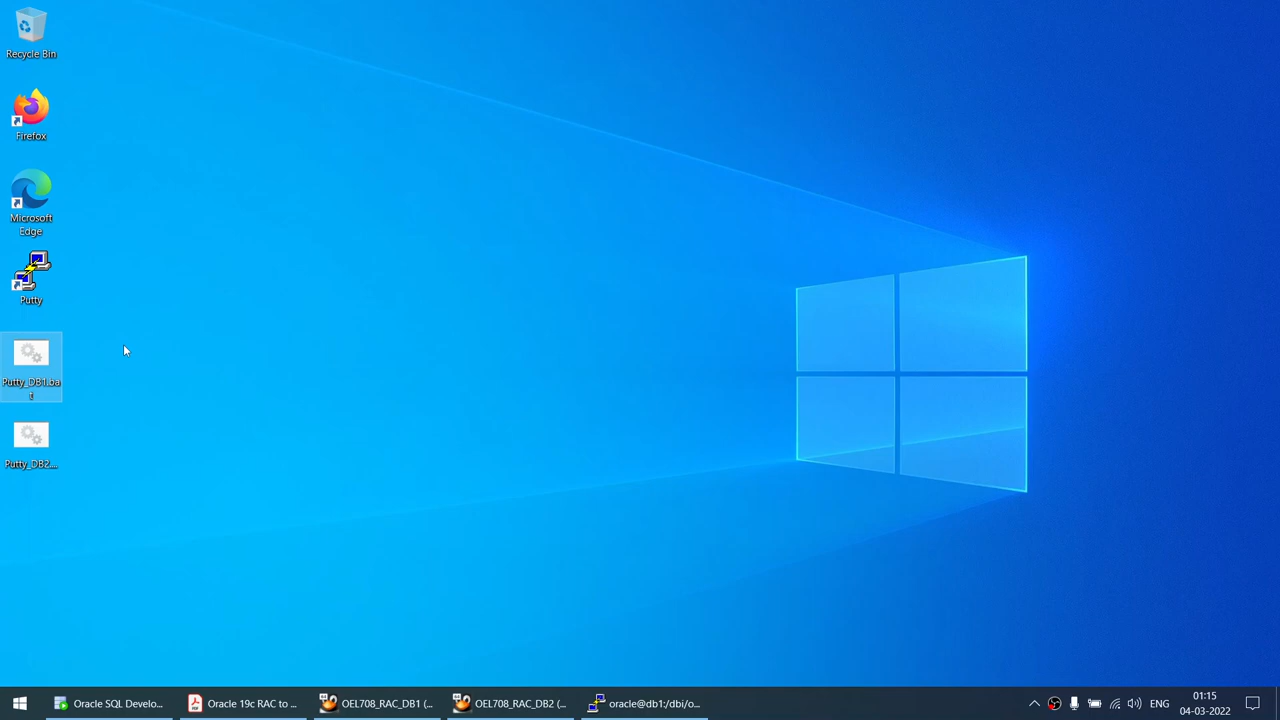 Recycle Bin
Firefox
Microsoft
Edge
Putty
Putty_DB1.ba
t
Putty_DB2....
Oracle SQL Develo...
Oracle 19c RAC to ...
OEL708_RAC_DB1 (...
OEL708_RAC_DB2 (...
oracle@db1:/dbi/o...
ENG
01:15
04-03-2022